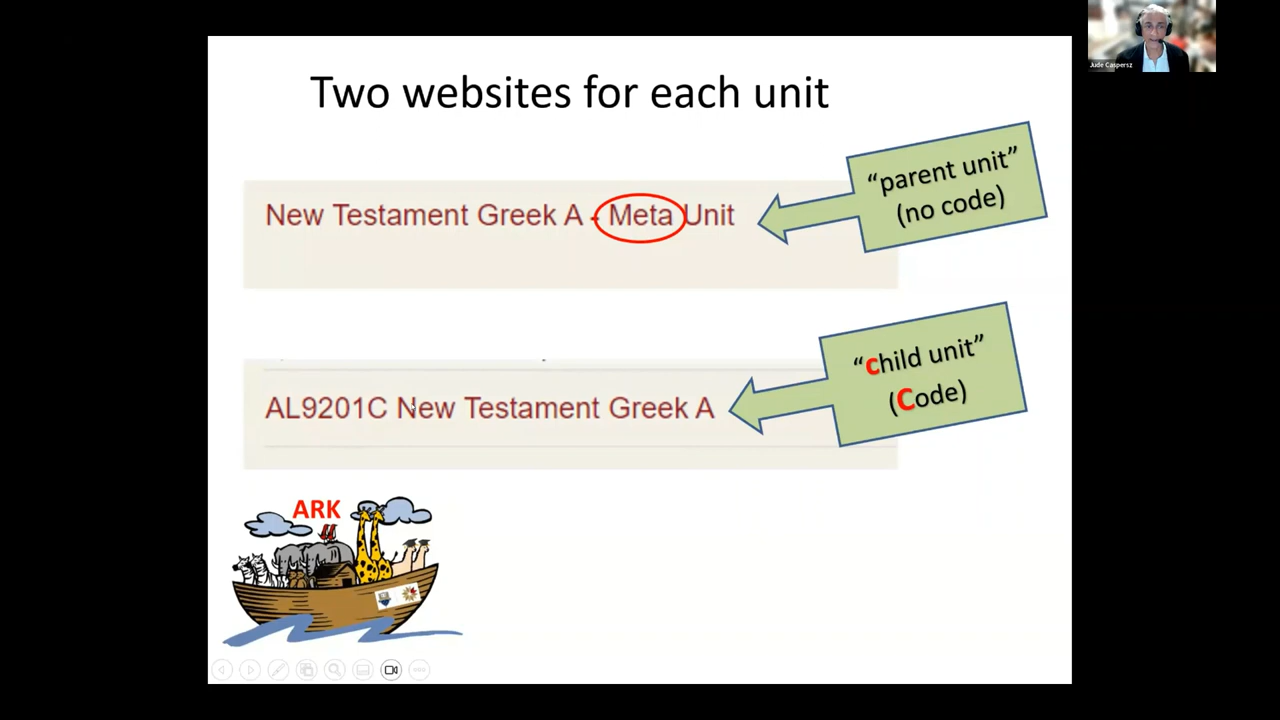 Jude Caspersz
Two websites for each unit
“parent unit”
(no code)
New Testament Greek A - Meta Unit
“child unit”
(Code)
AL9201C New Testament Greek A
ARK